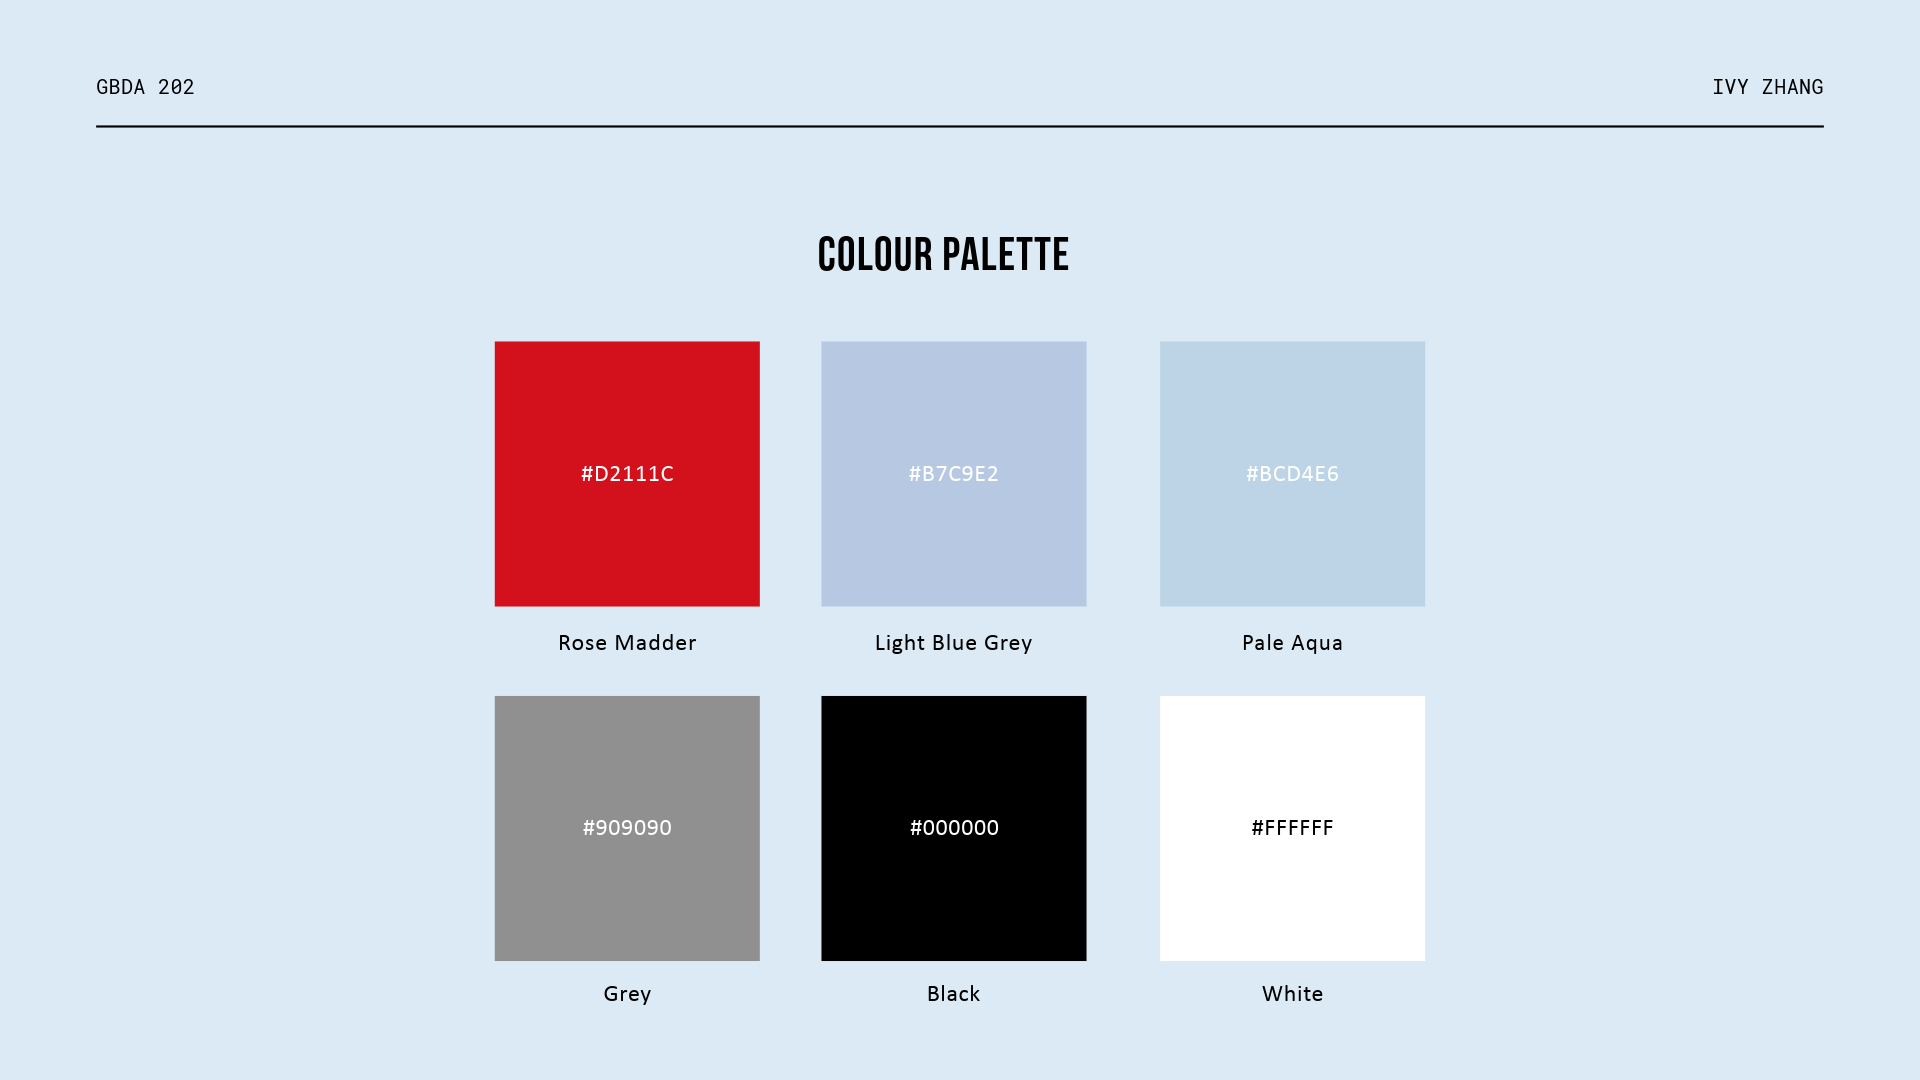 GBDA 202
IVY ZHANG
COLOUR PALETTE
#D2111C
#B7C9E2
#BCD4E6
Rose Madder
Light Blue Grey
Pale Aqua
#909090
#000000
#FFFFFF
Grey
Black
White